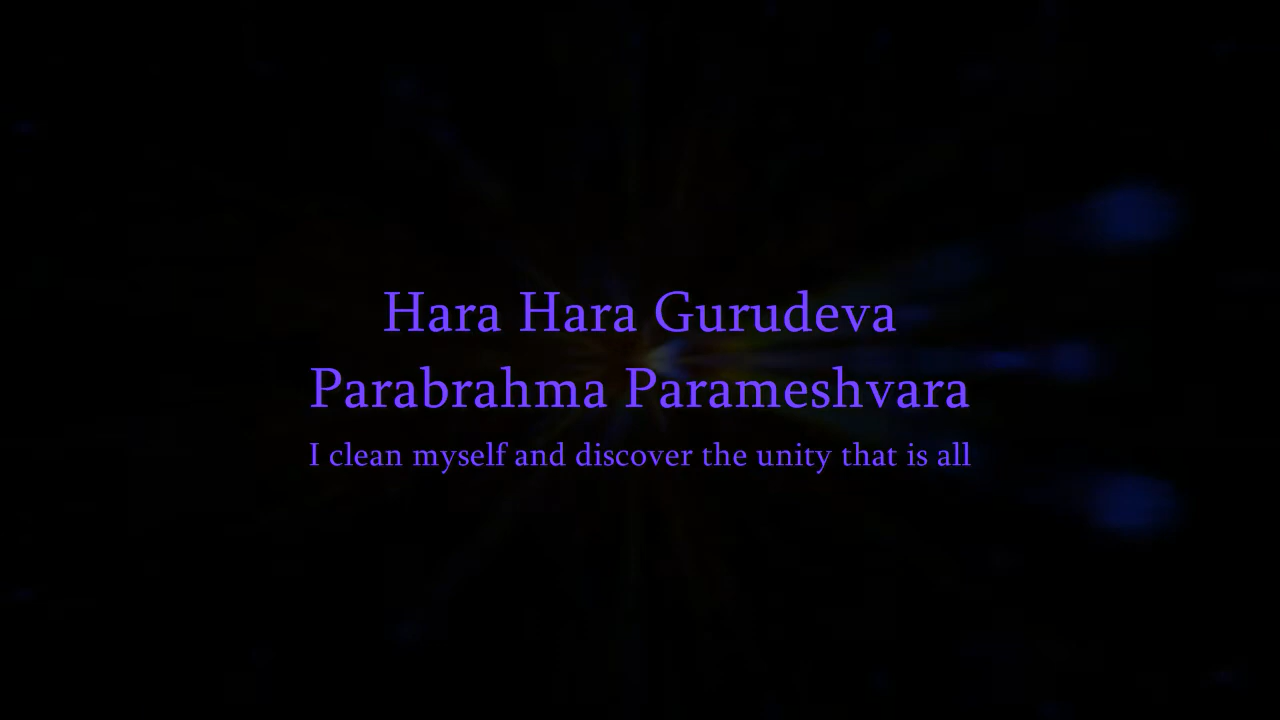 Hara Hara Gurudeva
Parabrahma Parameshvara
I clean myself and discover the unity that is all